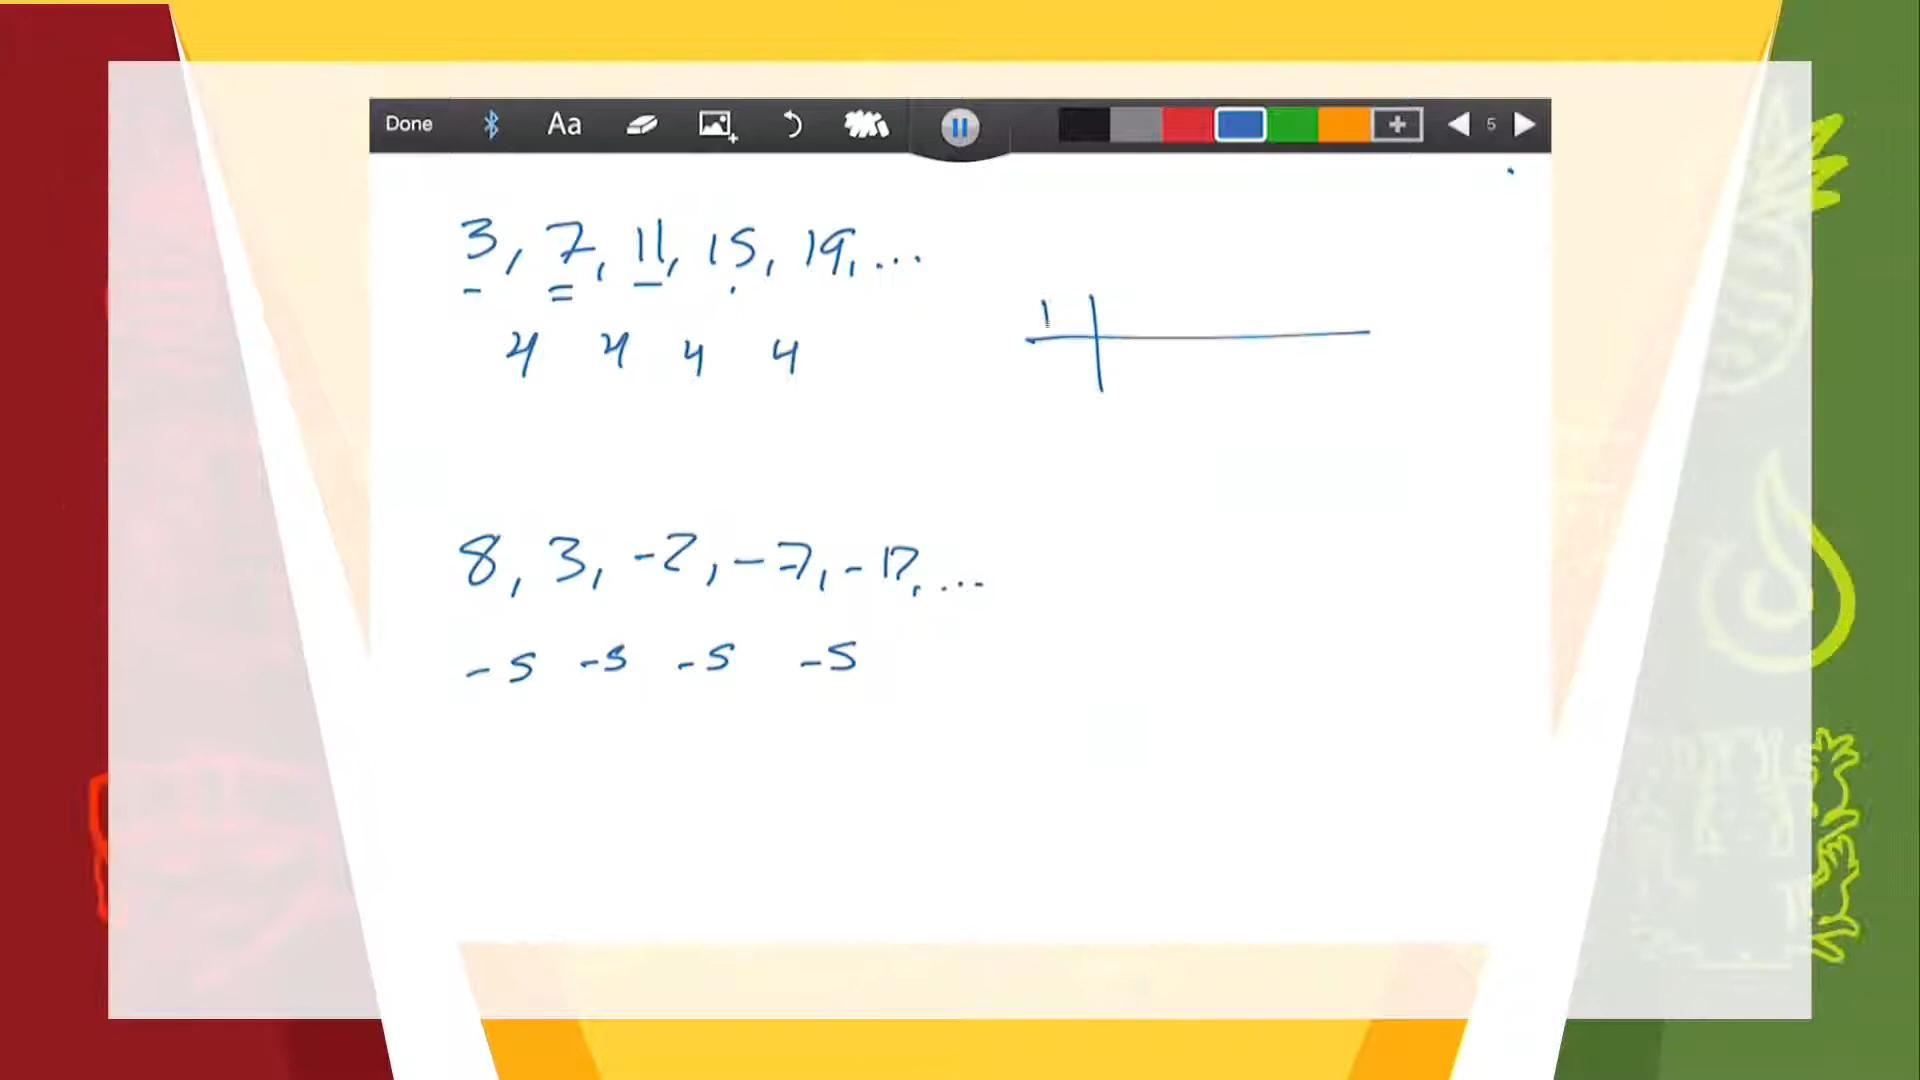 Done Aa 5
3, 7, 11, 15, 19, ...
4 4 4 4
1
8, 3, -2, -7, -12, ...
-5 -5 -5 -5